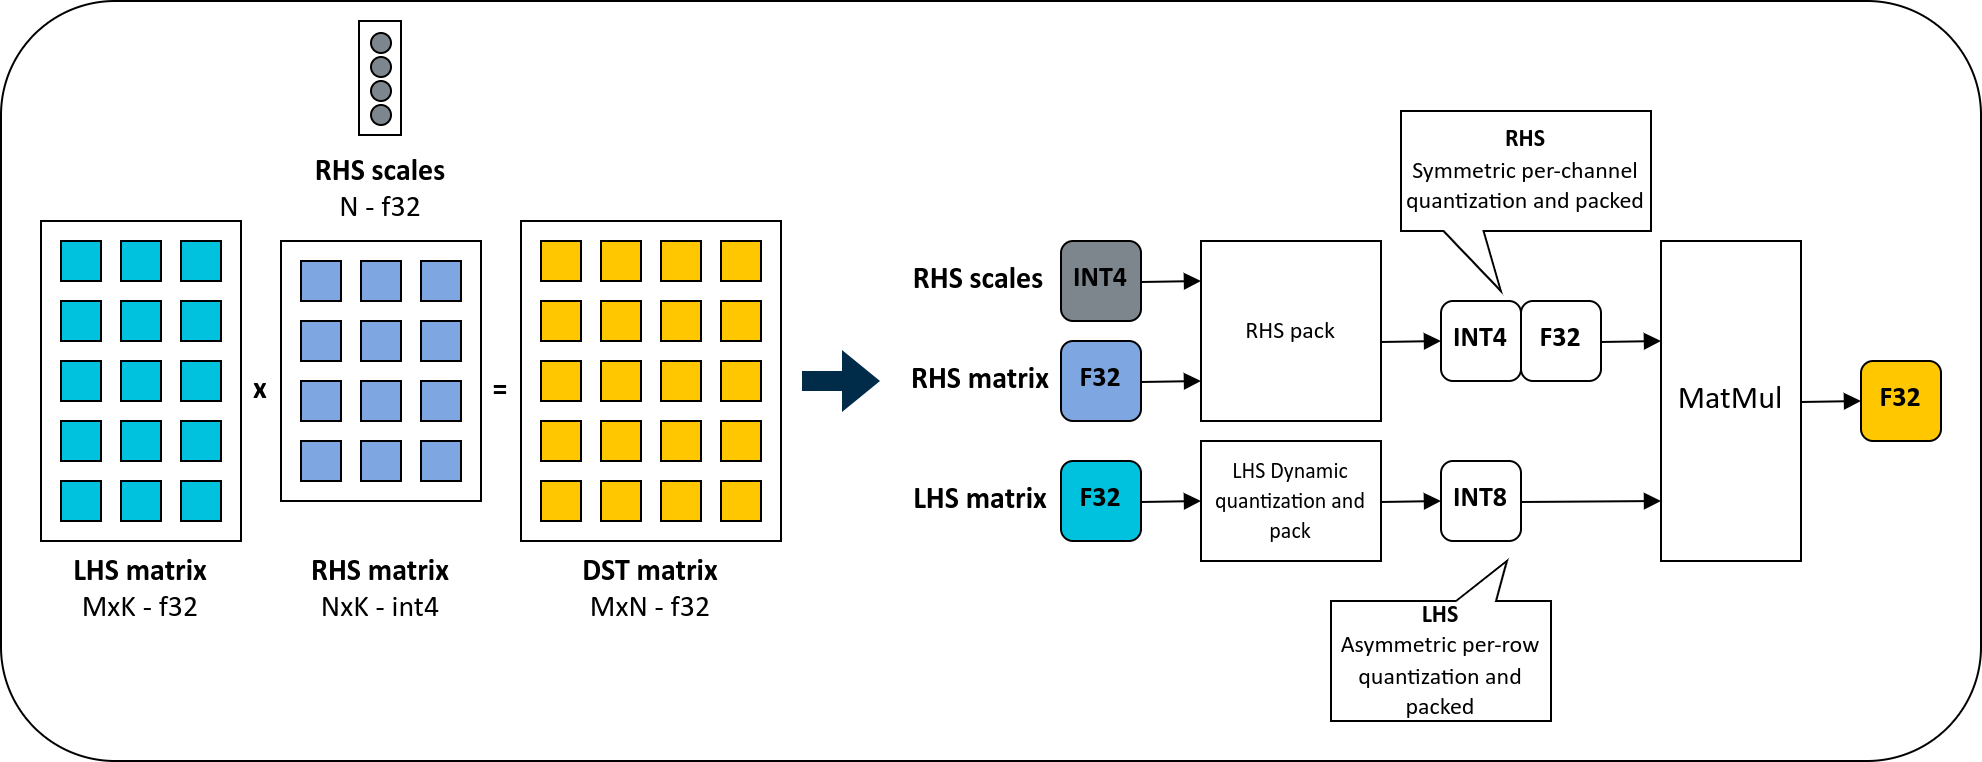 RHS scales
N - f32
LHS matrix
MxK - f32
x
RHS matrix
NxK - int4
=
DST matrix
MxN - f32
RHS scales
INT4
RHS matrix
F32
LHS matrix
F32
RHS pack
LHS Dynamic
quantization and
pack
RHS
Symmetric per-channel
quantization and packed
INT4
F32
INT8
LHS
Asymmetric per-row
quantization and
packed
MatMul
F32